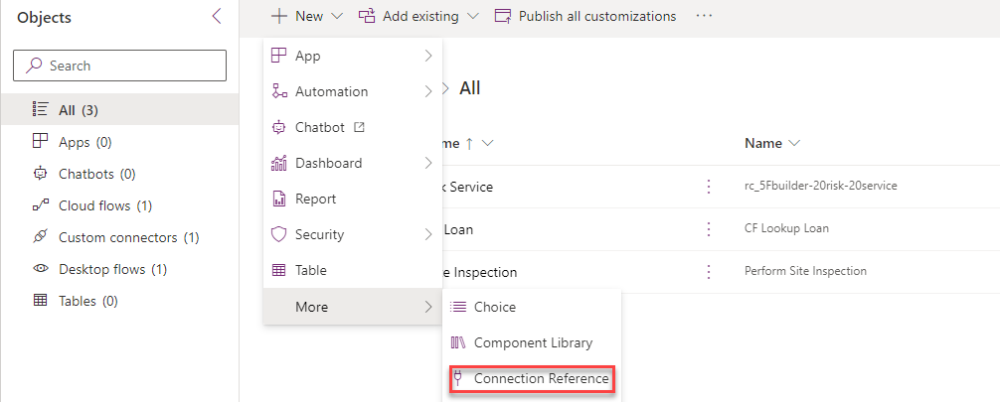 Objects
New
Add existing
Publish all customizations
Search
All (3)
Apps (0)
Chatbots (0)
Cloud flows (1)
Custom connectors (1)
Desktop flows (1)
Tables (0)
App
Automation
Chatbot
Dashboard
Report
Security
Table
More
Choice
Component Library
Connection Reference
All
me Name
k Service rc_5Fbuilder-20risk-20service
Loan CF Lookup Loan
e Inspection Perform Site Inspection